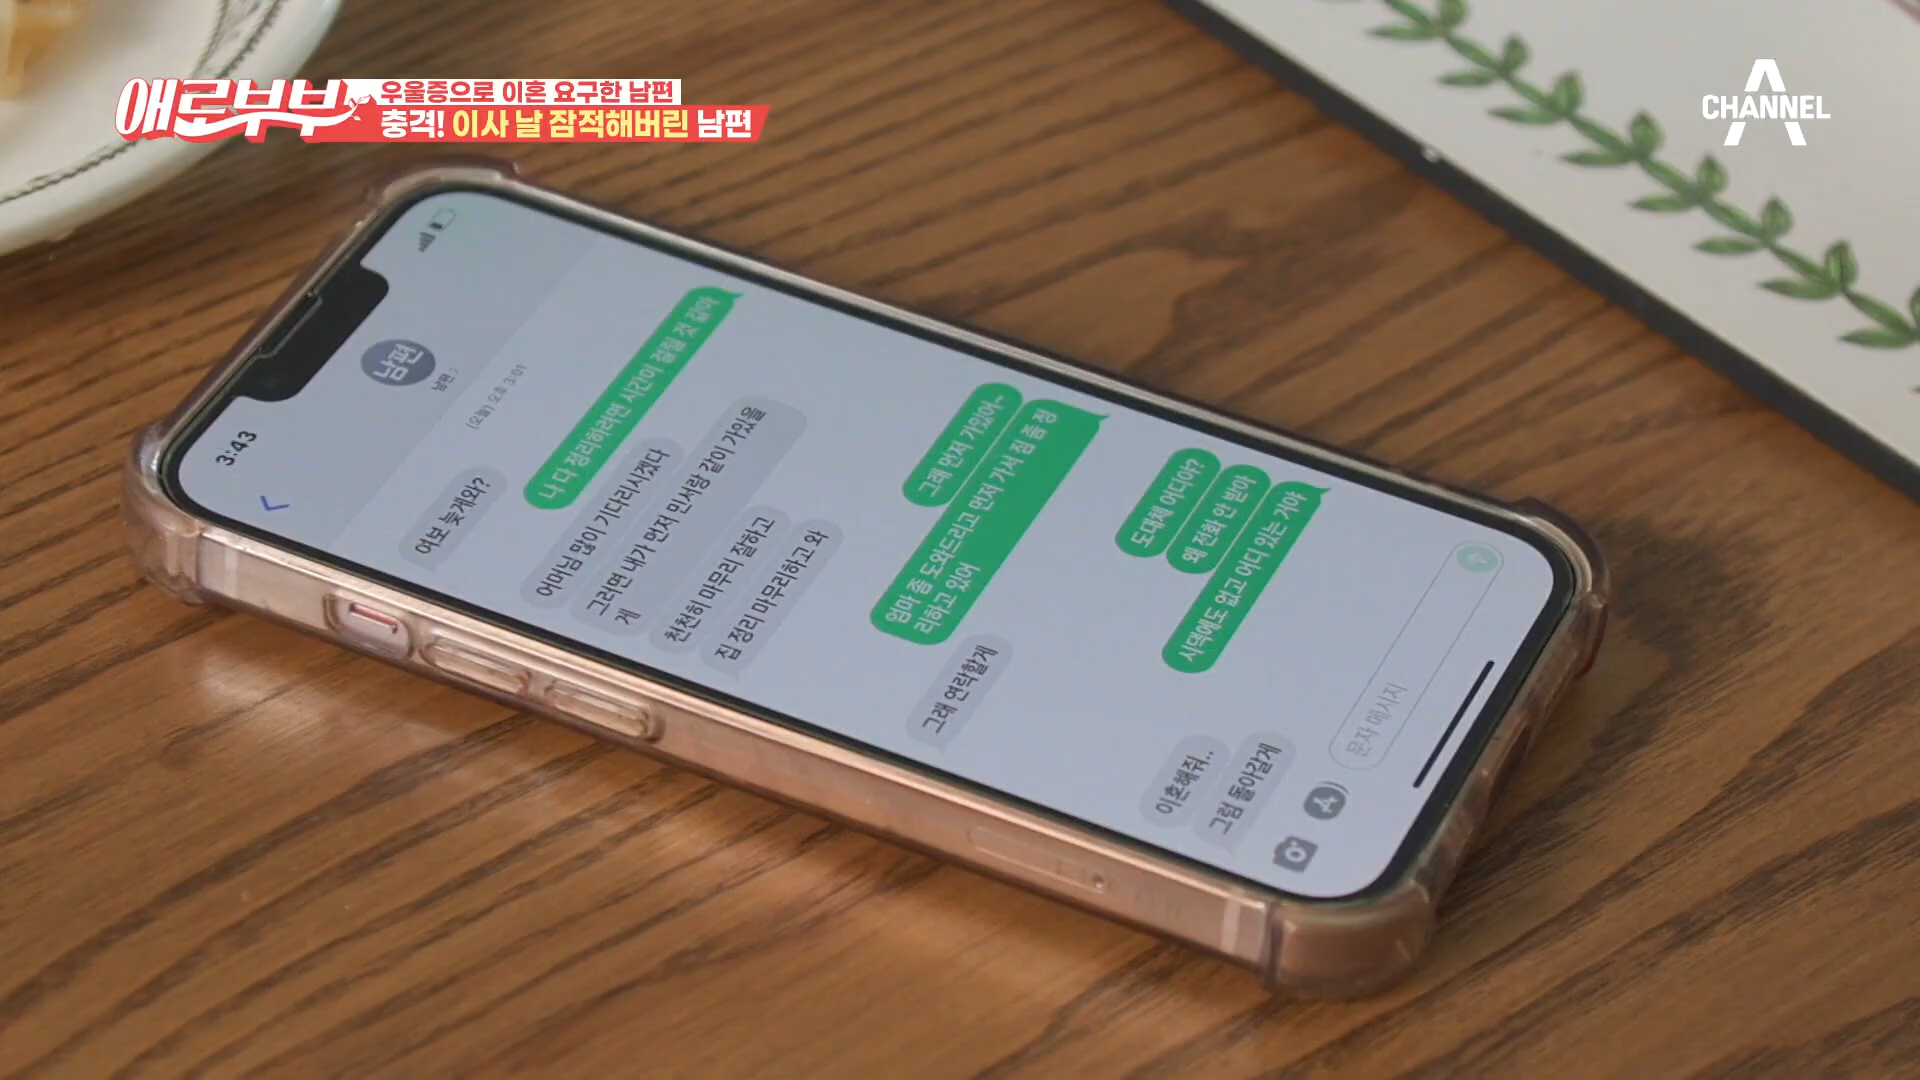 애로부부
우울증으로 이혼 요구한 남편
충격! 이사 날 잠적해버린 남편
CHANNEL A
3:43
남편
남편
(오늘) 오후 3:01
여보 늦게와?
나 다 정리하려면 시간이 걸릴 것 같아
어머님 많이 기다리시겠다
그러면 내가 먼저 민서랑 같이 가있을
게
천천히 마무리 잘하고
집 정리 마무리하고 와
그래 먼저 가있어~
엄마 좀 도와드리고 먼저 가서 짐 좀 정
리하고 있어
그래 연락할게
도대체 어디야?
왜 전화 안 받아
시댁에도 없고 어디 있는 거야
이혼해줘..
그럼 돌아갈게
문자 메시지